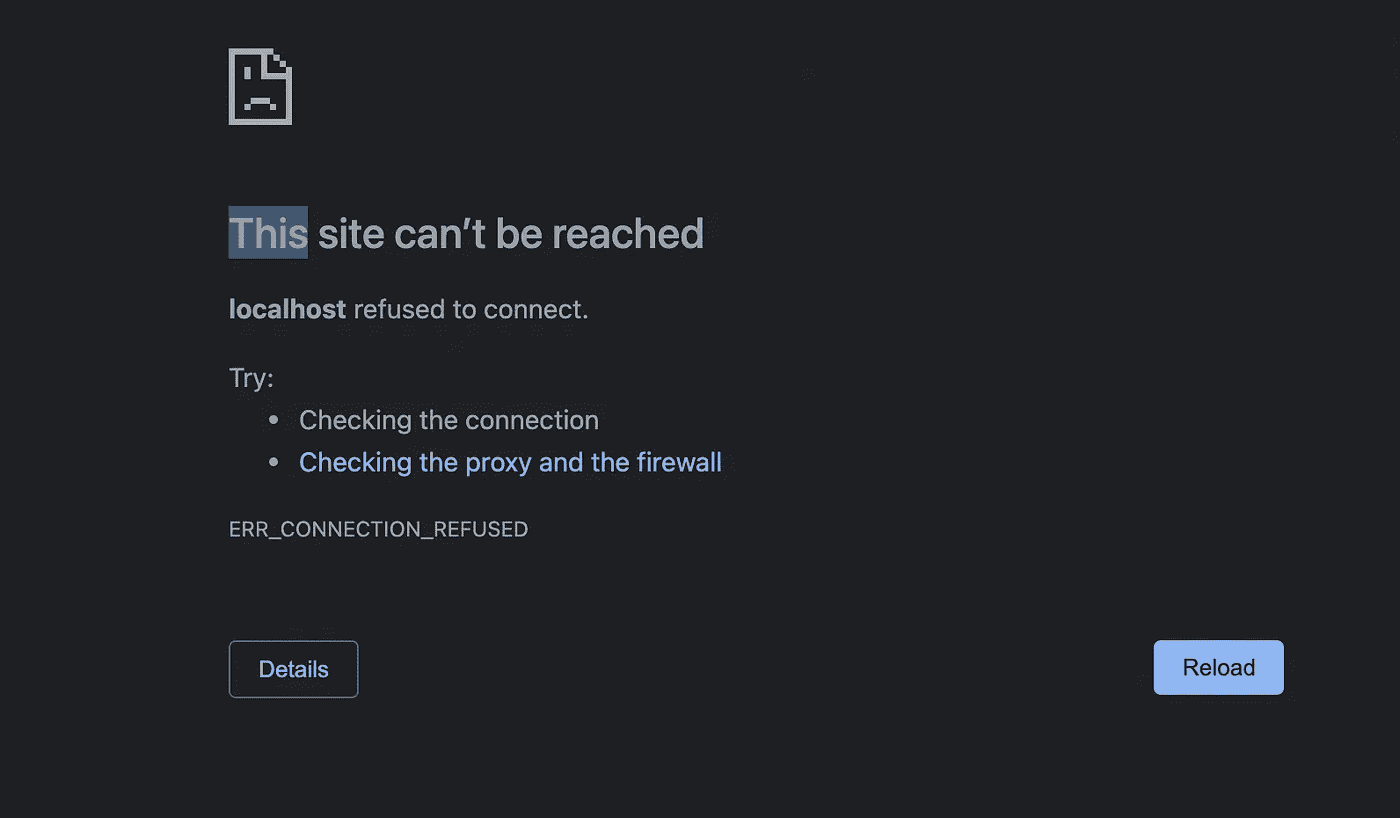 This site can’t be reached
localhost refused to connect.
Try:
• Checking the connection
• Checking the proxy and the firewall
ERR_CONNECTION_REFUSED
Details
Reload